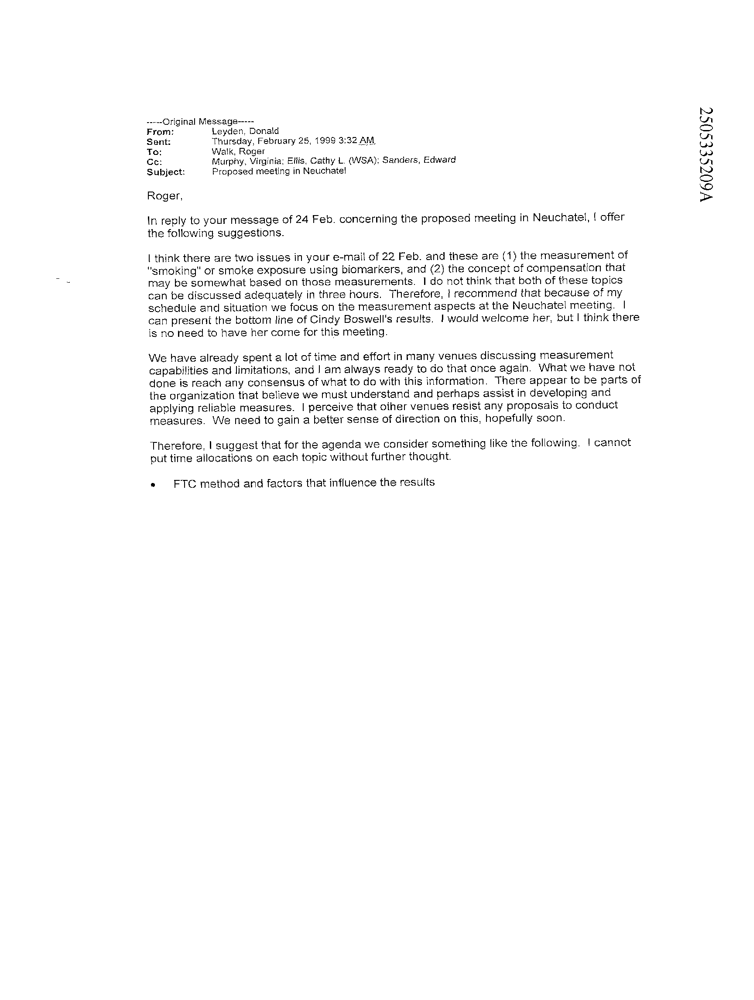 -----Original Message-----
From: Leyden, Donald
Sent: Thursday, February 25, 1999 3:32 AM
To: Walk, Roger
Cc: Murphy, Virginia; Ellis, Cathy L. (WSA); Sanders, Edward
Subject: Proposed meeting in Neuchatel
Roger,
In reply to your message of 24 Feb. concerning the proposed meeting in Neuchatel, I offer
the following suggestions.
I think there are two issues in your e-mail of 22 Feb. and these are (1) the measurement of
"smoking" or smoke exposure using biomarkers, and (2) the concept of compensation that
may be somewhat based on those measurements. I do not think that both of these topics
can be discussed adequately in three hours. Therefore, I recommend that because of my
schedule and situation we focus on the measurement aspects at the Neuchatel meeting. I
can present the bottom line of Cindy Boswell's results. I would welcome her, but I think there
is no need to have her come for this meeting.
We have already spent a lot of time and effort in many venues discussing measurement
capabilities and limitations, and I am always ready to do that once again. What we have not
done is reach any consensus of what to do with this information. There appear to be parts of
the organization that believe we must understand and perhaps assist in developing and
applying reliable measures. I perceive that other venues resist any proposals to conduct
measures. We need to gain a better sense of direction on this, hopefully soon.
Therefore, I suggest that for the agenda we consider something like the following. I cannot
put time allocations on each topic without further thought.
• FTC method and factors that influence the results
2505335209A